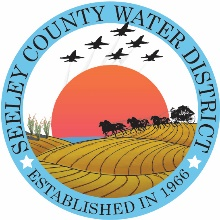 SEELEY COUNTY WATER DISTRICT
ESTABLISHED IN 1966